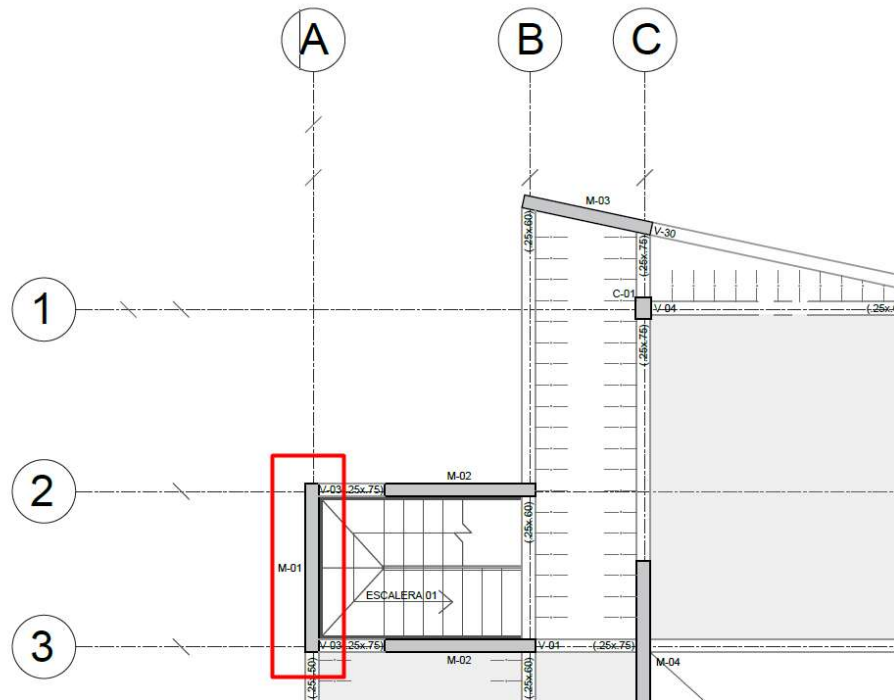 A
B
C
M-03
V-30
(.25x.60)
(.25x.75)
C-01
1
V-04
(.25x.75)
2
M-02
V-03(.25x.75)
(.25x.60)
M-01
ESCALERA 01
3
V-03(.25x.75)
V-01
(.25x.75)
M-02
M-04
(.25x.50)
(.25x.60)